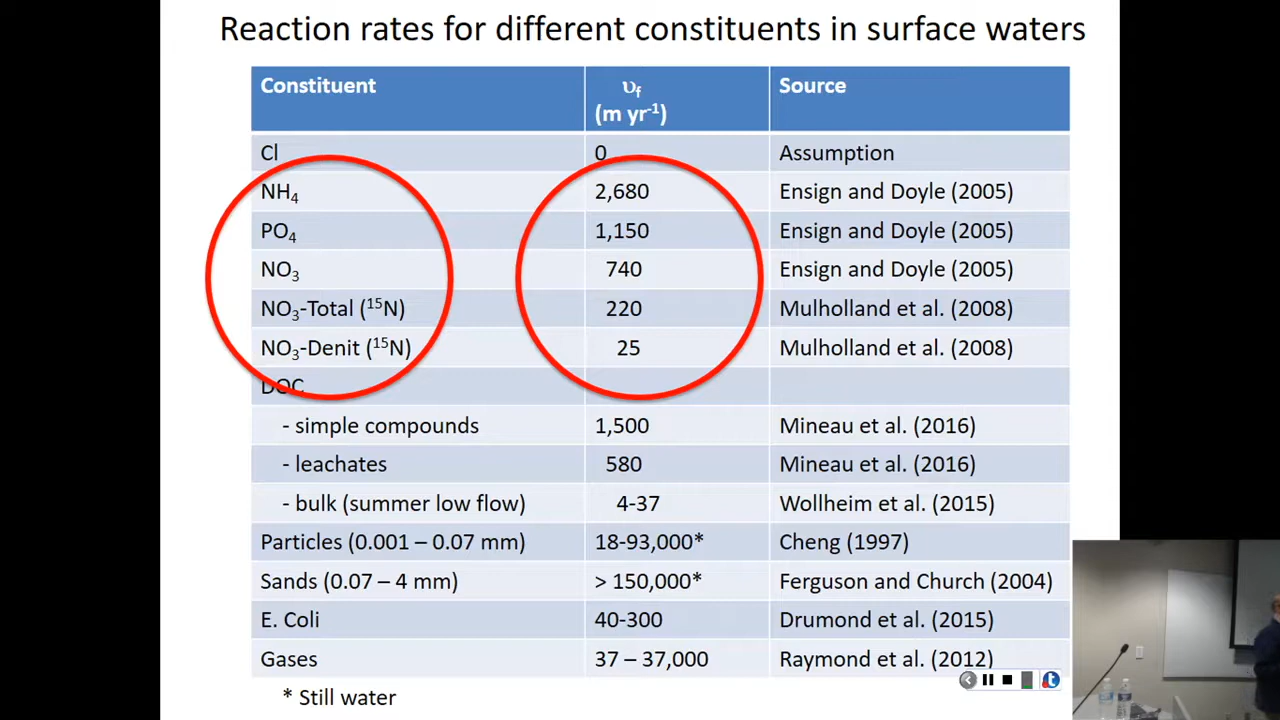 Reaction rates for different constituents in surface waters
Constituent υf (m yr-1) Source
Cl 0 Assumption
NH4 2,680 Ensign and Doyle (2005)
PO4 1,150 Ensign and Doyle (2005)
NO3 740 Ensign and Doyle (2005)
NO3-Total (15N) 220 Mulholland et al. (2008)
NO3-Denit (15N) 25 Mulholland et al. (2008)
DOC
- simple compounds 1,500 Mineau et al. (2016)
- leachates 580 Mineau et al. (2016)
- bulk (summer low flow) 4-37 Wollheim et al. (2015)
Particles (0.001 – 0.07 mm) 18-93,000* Cheng (1997)
Sands (0.07 – 4 mm) > 150,000* Ferguson and Church (2004)
E. Coli 40-300 Drumond et al. (2015)
Gases 37 – 37,000 Raymond et al. (2012)
* Still water